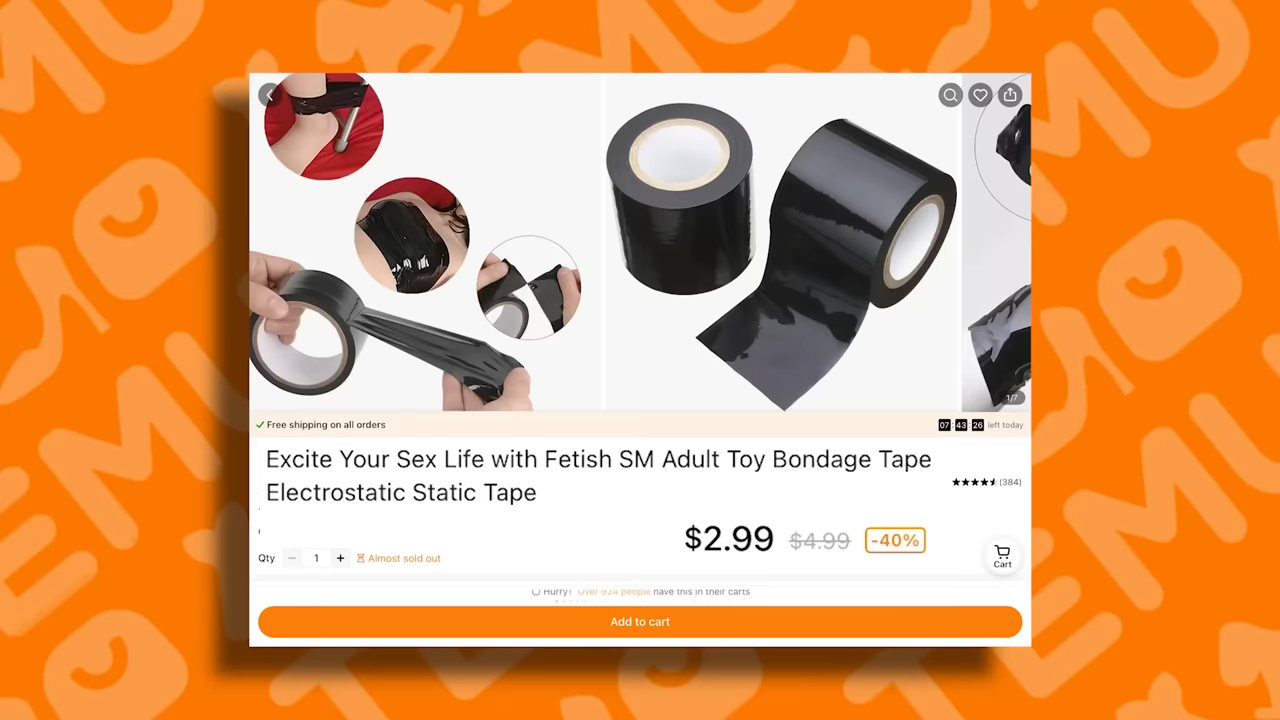 TEMU
1/7
Free shipping on all orders
07:43:26 left today
Excite Your Sex Life with Fetish SM Adult Toy Bondage Tape
Electrostatic Static Tape
(384)
$2.99 $4.99 -40%
Qty − 1 + Almost sold out
Cart
Hurry! Over 924 people have this in their carts
Add to cart